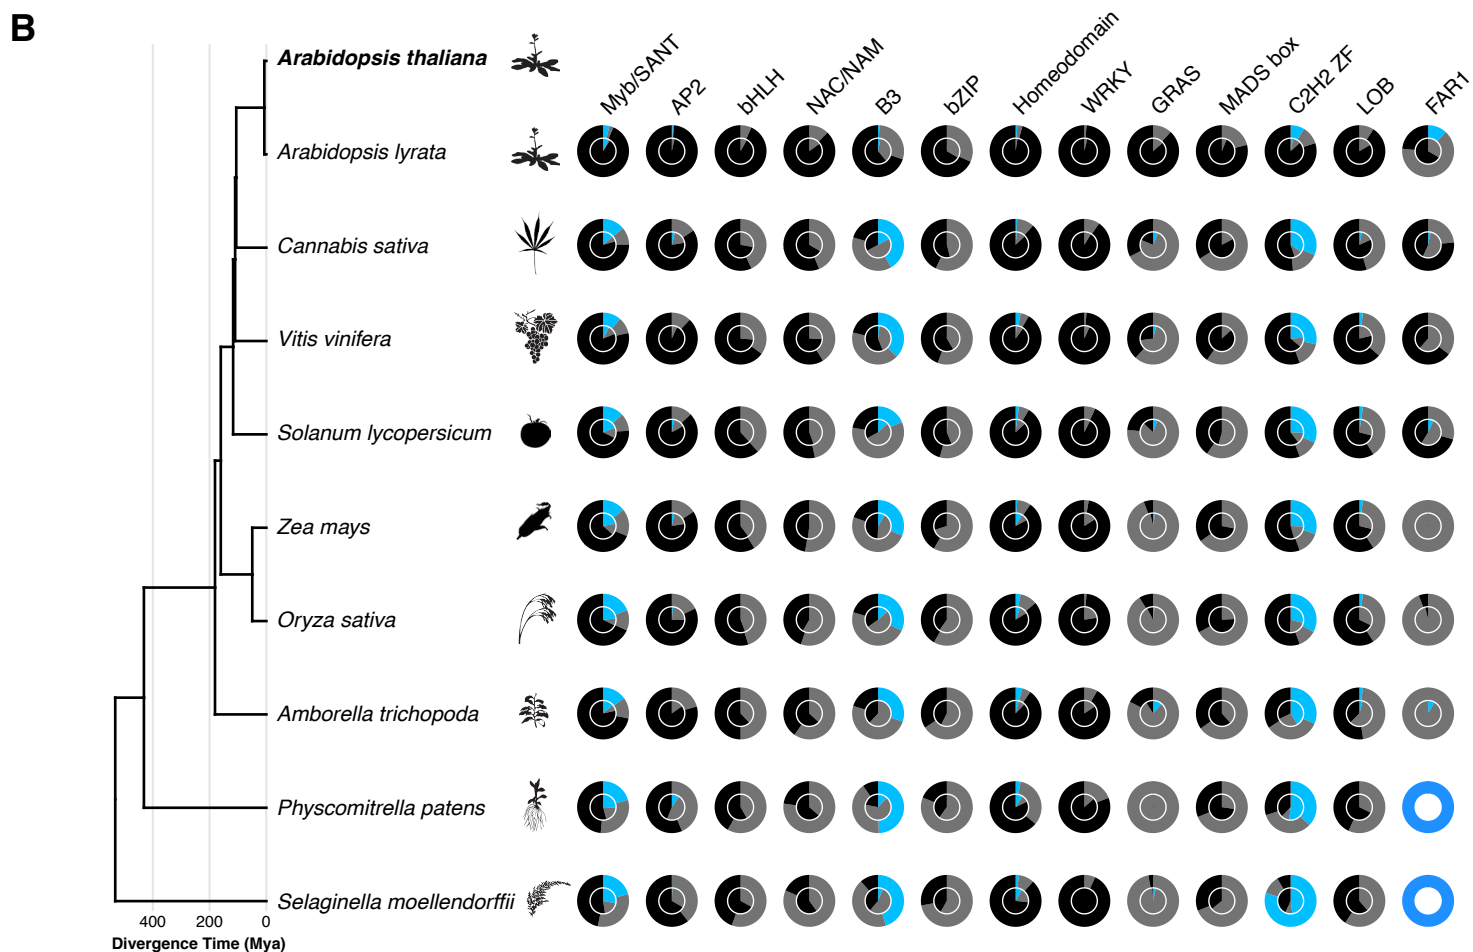 B
Myb/SANT
AP2
bHLH
NAC/NAM
B3
bZIP
Homeodomain
WRKY
GRAS
MADS box
C2H2 ZF
LOB
FAR1
Arabidopsis thaliana
Arabidopsis lyrata
Cannabis sativa
Vitis vinifera
Solanum lycopersicum
Zea mays
Oryza sativa
Amborella trichopoda
Physcomitrella patens
Selaginella moellendorffii
400 200 0
Divergence Time (Mya)